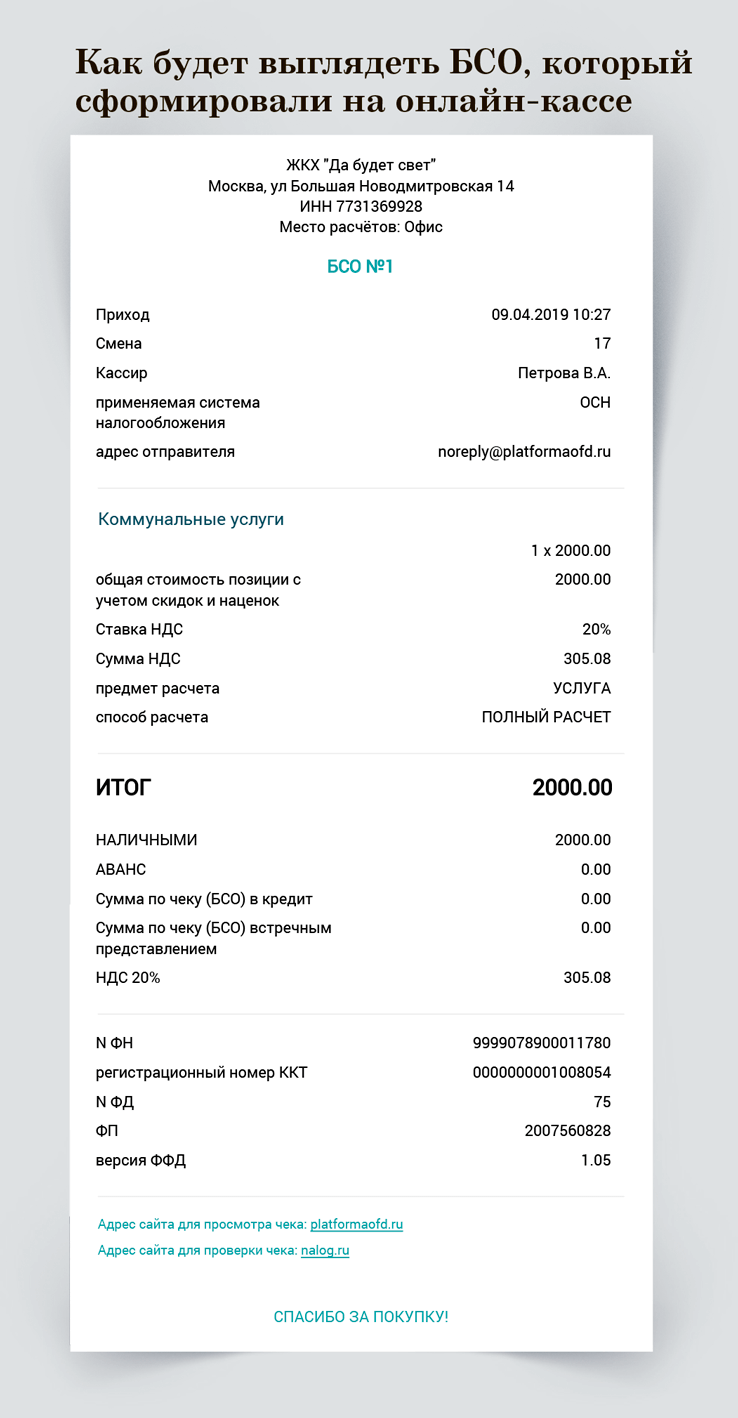 Как будет выглядеть БСО, который
сформировали на онлайн-кассе
ЖКХ "Да будет свет"
Москва, ул Большая Новодмитровская 14
ИНН 7731369928
Место расчётов: Офис
БСО №1
Приход 09.04.2019 10:27
Смена 17
Кассир Петрова В.А.
применяемая система ОСН
налогообложения
адрес отправителя noreply@platformaofd.ru
Коммунальные услуги
1 x 2000.00
общая стоимость позиции с 2000.00
учетом скидок и наценок
Ставка НДС 20%
Сумма НДС 305.08
предмет расчета УСЛУГА
способ расчета ПОЛНЫЙ РАСЧЕТ
ИТОГ 2000.00
НАЛИЧНЫМИ 2000.00
АВАНС 0.00
Сумма по чеку (БСО) в кредит 0.00
Сумма по чеку (БСО) встречным 0.00
представлением
НДС 20% 305.08
N ФН 9999078900011780
регистрационный номер ККТ 0000000001008054
N ФД 75
ФП 2007560828
версия ФФД 1.05
Адрес сайта для просмотра чека: platformaofd.ru
Адрес сайта для проверки чека: nalog.ru
СПАСИБО ЗА ПОКУПКУ!